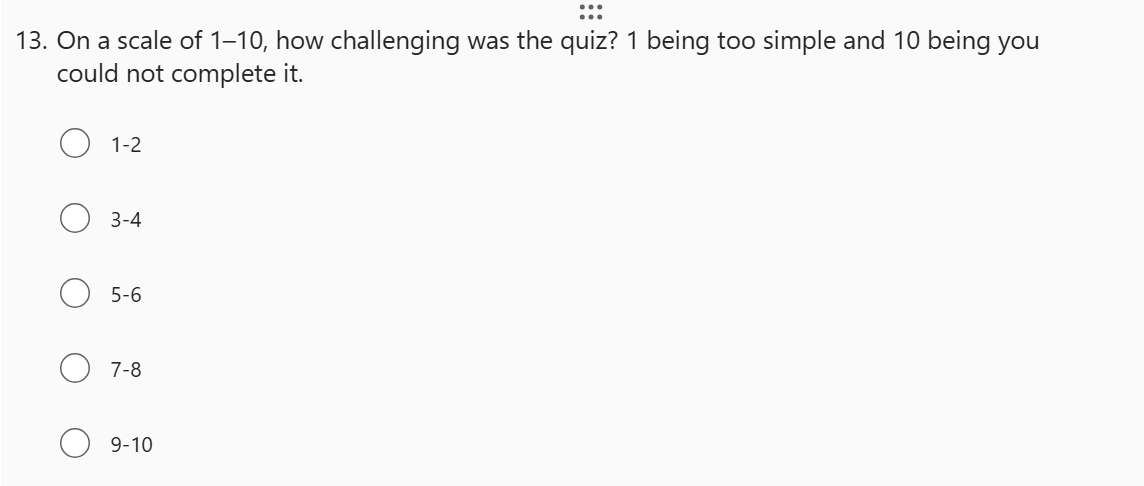 13. On a scale of 1–10, how challenging was the quiz? 1 being too simple and 10 being you
could not complete it.
1-2
3-4
5-6
7-8
9-10